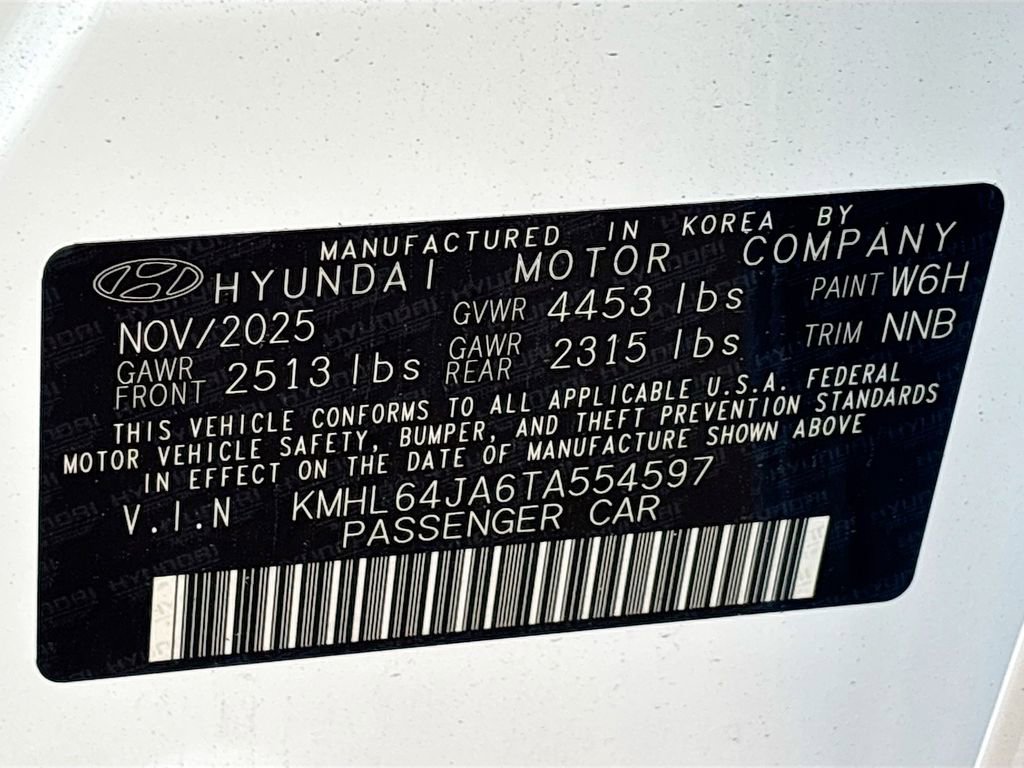 MANUFACTURED IN KOREA BY
HYUNDAI MOTOR COMPANY
NOV/2025 GVWR 4453 lbs PAINT W6H
GAWR FRONT 2513 lbs GAWR REAR 2315 lbs TRIM NNB
THIS VEHICLE CONFORMS TO ALL APPLICABLE U.S.A. FEDERAL
MOTOR VEHICLE SAFETY, BUMPER, AND THEFT PREVENTION STANDARDS
IN EFFECT ON THE DATE OF MANUFACTURE SHOWN ABOVE
V.I.N KMHL64JA6TA554597
PASSENGER CAR